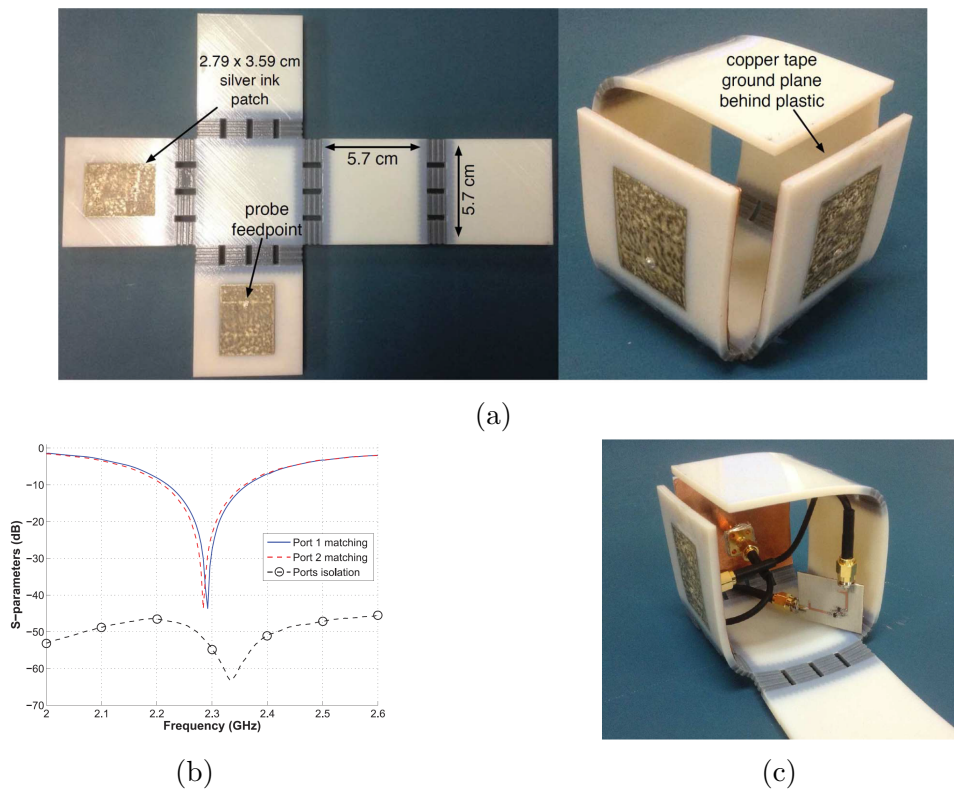 2.79 x 3.59 cm
silver ink
patch
probe
feedpoint
5.7 cm
5.7 cm
copper tape
ground plane
behind plastic
(a)
0
−10
−20
−30
−40
−50
−60
−70
S−parameters (dB)
Port 1 matching
Port 2 matching
Ports isolation
2
2.1
2.2
2.3
2.4
2.5
2.6
Frequency (GHz)
(b)
(c)